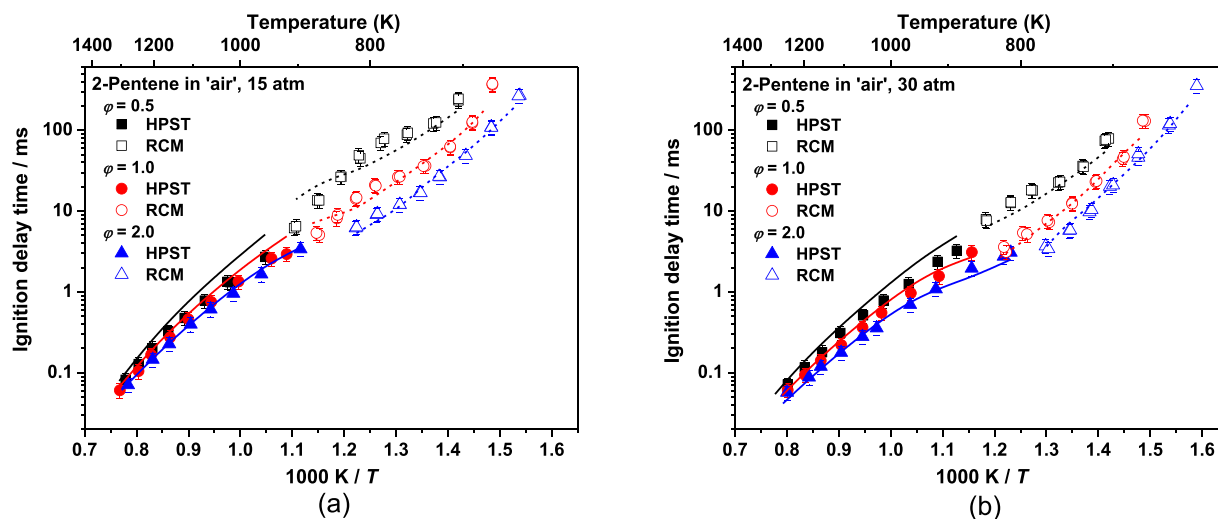 Temperature (K)
1400 1200 1000 800
2-Pentene in 'air', 15 atm
φ = 0.5
HPST
RCM
φ = 1.0
HPST
RCM
φ = 2.0
HPST
RCM
Ignition delay time / ms
100
10
1
0.1
0.7 0.8 0.9 1.0 1.1 1.2 1.3 1.4 1.5 1.6
1000 K / T
(a)
Temperature (K)
1400 1200 1000 800
2-Pentene in 'air', 30 atm
φ = 0.5
HPST
RCM
φ = 1.0
HPST
RCM
φ = 2.0
HPST
RCM
Ignition delay time / ms
100
10
1
0.1
0.7 0.8 0.9 1.0 1.1 1.2 1.3 1.4 1.5 1.6
1000 K / T
(b)